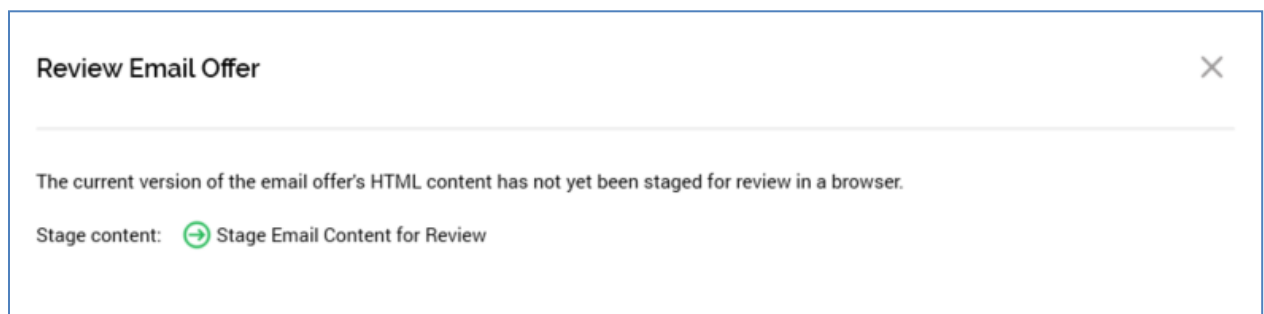 Review Email Offer
The current version of the email offer's HTML content has not yet been staged for review in a browser.
Stage content: Stage Email Content for Review